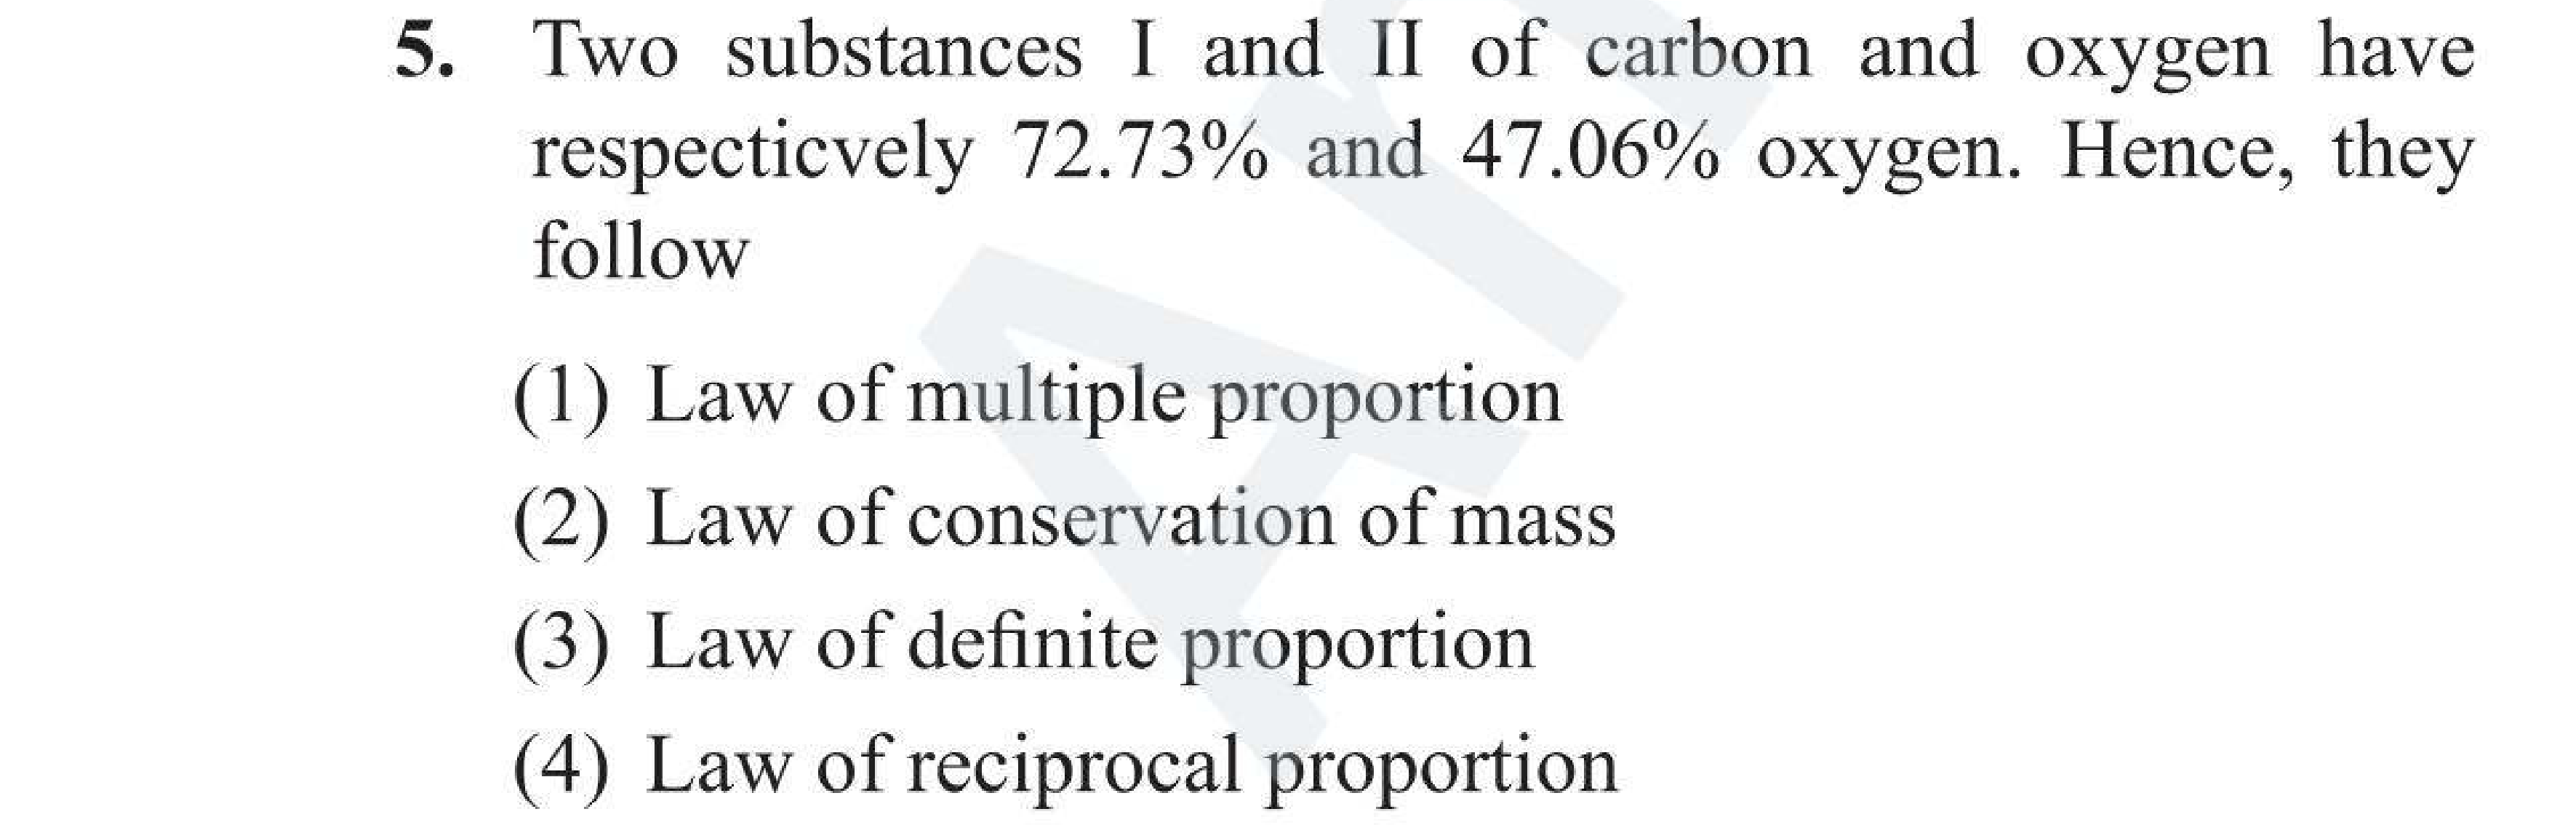 5. Two substances I and II of carbon and oxygen have
respecticvely 72.73% and 47.06% oxygen. Hence, they
follow
(1) Law of multiple proportion
(2) Law of conservation of mass
(3) Law of definite proportion
(4) Law of reciprocal proportion